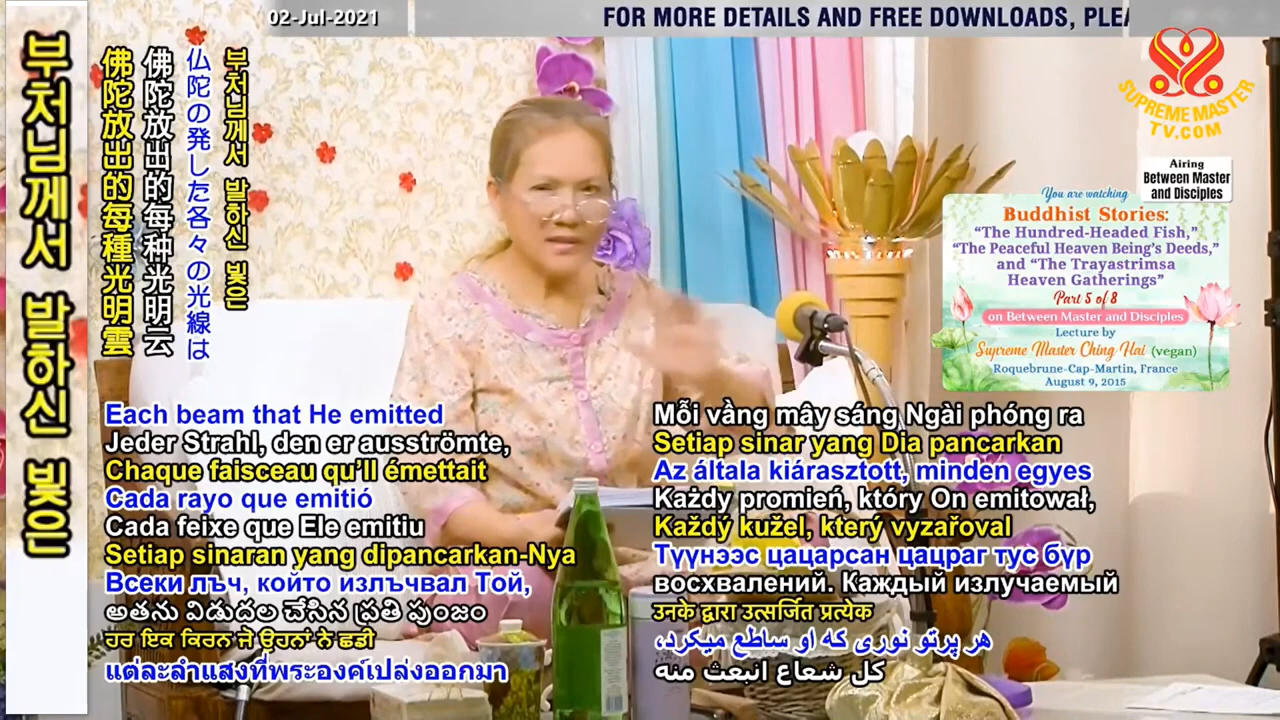 02-Jul-2021
FOR MORE DETAILS AND FREE DOWNLOADS,
SUPREME MASTER
TV.COM
Airing
Between Master
and Disciples
You are watching
Buddhist Stories:
“The Hundred-Headed Fish,”
“The Peaceful Heaven Being’s Deeds,”
and “The Trayastrimsa
Heaven Gatherings”
Part 5 of 8
on Between Master and Disciples
Lecture by
Supreme Master Ching Hai (vegan)
Roquebrune-Cap-Martin, France
August 9, 2015
부처님께서 발하신 빛은
佛陀放出的每種光明雲
佛陀放出的每种光明云
仏陀の発した各々の光線は
부처님께서 발하신 빛은
Each beam that He emitted
Jeder Strahl, den er ausströmte,
Chaque faisceau qu’Il émettait
Cada rayo que emitió
Cada feixe que Ele emitiu
Setiap sinaran yang dipancarkan-Nya
Всеки лъч, който излъчвал Той,
అతను విడుదల చేసిన ప్రతి పుంజం
ਹਰ ਇਕ ਕਿਰਨ ਜੋ ਉਹਨਾਂ ਨੇ ਛਡੀ
แต่ละลำแสงที่พระองค์เปล่งออกมา
Mỗi vầng mây sáng Ngài phóng ra
Setiap sinar yang Dia pancarkan
Az általa kiárasztott, minden egyes
Każdy promień, który On emitował,
Každý kužel, který vyzařoval
Түүнээс цацарсан цацраг тус бүр
восхвалений. Каждый излучаемый
उनके द्वारा उत्सर्जित प्रत्येक
هر پرتو نوری که او ساطع میکرد،
كل شعاع انبعث منه